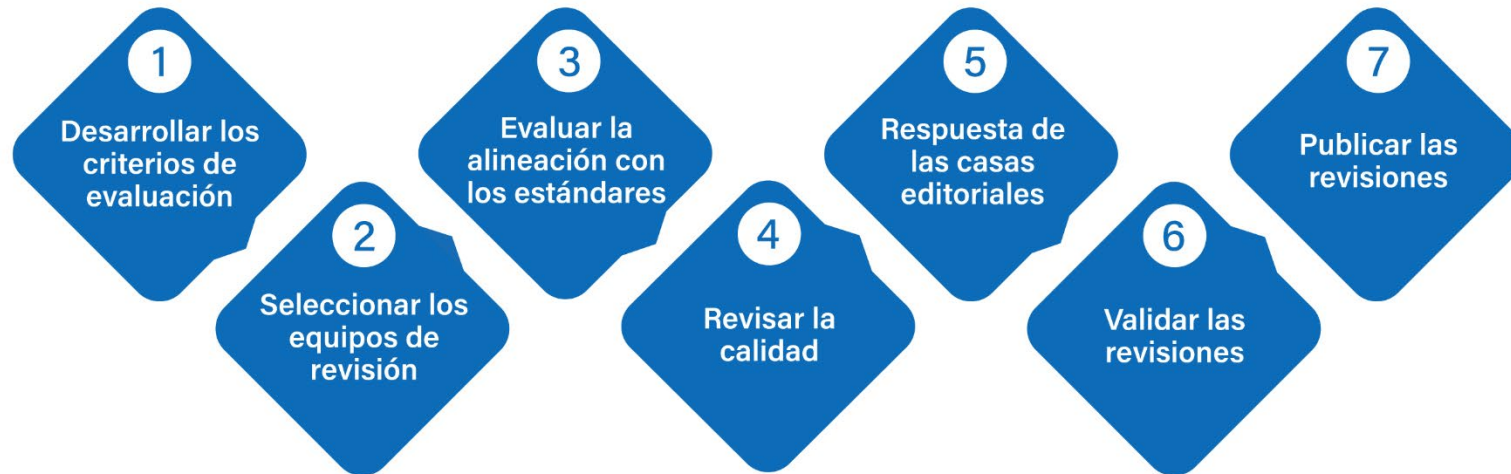 1
Desarrollar los
criterios de
evaluación
2
Seleccionar los
equipos de
revisión
3
Evaluar la
alineación con
los estándares
4
Revisar la
calidad
5
Respuesta de
las casas
editoriales
6
Validar las
revisiones
7
Publicar las
revisiones